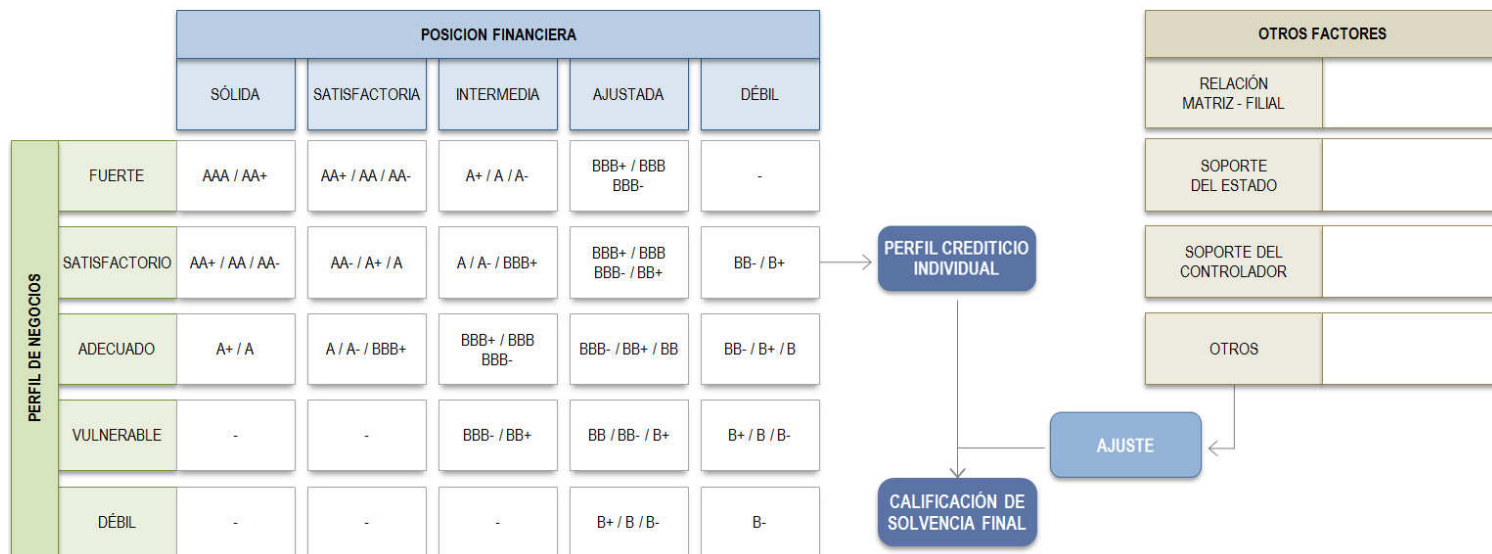 POSICION FINANCIERA
OTROS FACTORES
SÓLIDA
SATISFACTORIA
INTERMEDIA
AJUSTADA
DÉBIL
RELACIÓN
MATRIZ - FILIAL
PERFIL DE NEGOCIOS
FUERTE
AAA / AA+
AA+ / AA / AA-
A+ / A / A-
BBB+ / BBB
BBB-
-
SOPORTE
DEL ESTADO
SATISFACTORIO
AA+ / AA / AA-
AA- / A+ / A
A / A- / BBB+
BBB+ / BBB
BBB- / BB+
BB- / B+
PERFIL CREDITICIO
INDIVIDUAL
SOPORTE DEL
CONTROLADOR
ADECUADO
A+ / A
A / A- / BBB+
BBB+ / BBB
BBB-
BBB- / BB+ / BB
BB- / B+ / B
OTROS
VULNERABLE
-
-
BBB- / BB+
BB / BB- / B+
B+ / B / B-
AJUSTE
DÉBIL
-
-
-
B+ / B / B-
B-
CALIFICACIÓN DE
SOLVENCIA FINAL